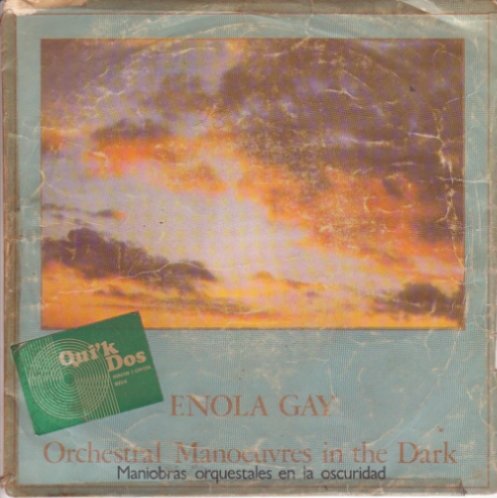 Qui'k
Dos
ENOLA GAY
Orchestral Manoeuvres in the Dark
Maniobras orquestales en la oscuridad